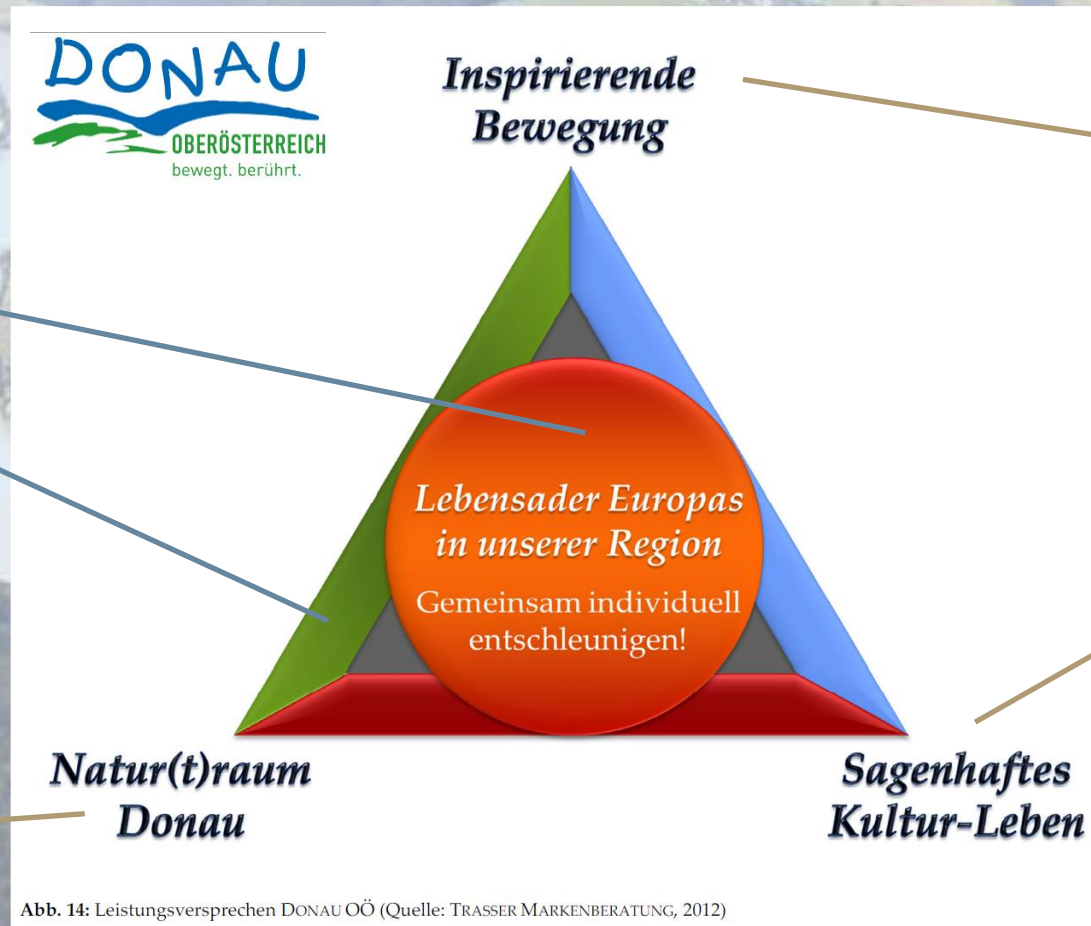 DONAU
OBERÖSTERREICH
bewegt. berührt.
Inspirierende
Bewegung
Lebensader Europas
in unserer Region
Gemeinsam individuell
entschleunigen!
Natur(t)raum
Donau
Sagenhaftes
Kultur-Leben
Abb. 14: Leistungsversprechen DONAU OÖ (Quelle: TRASSER MARKENBERATUNG, 2012)